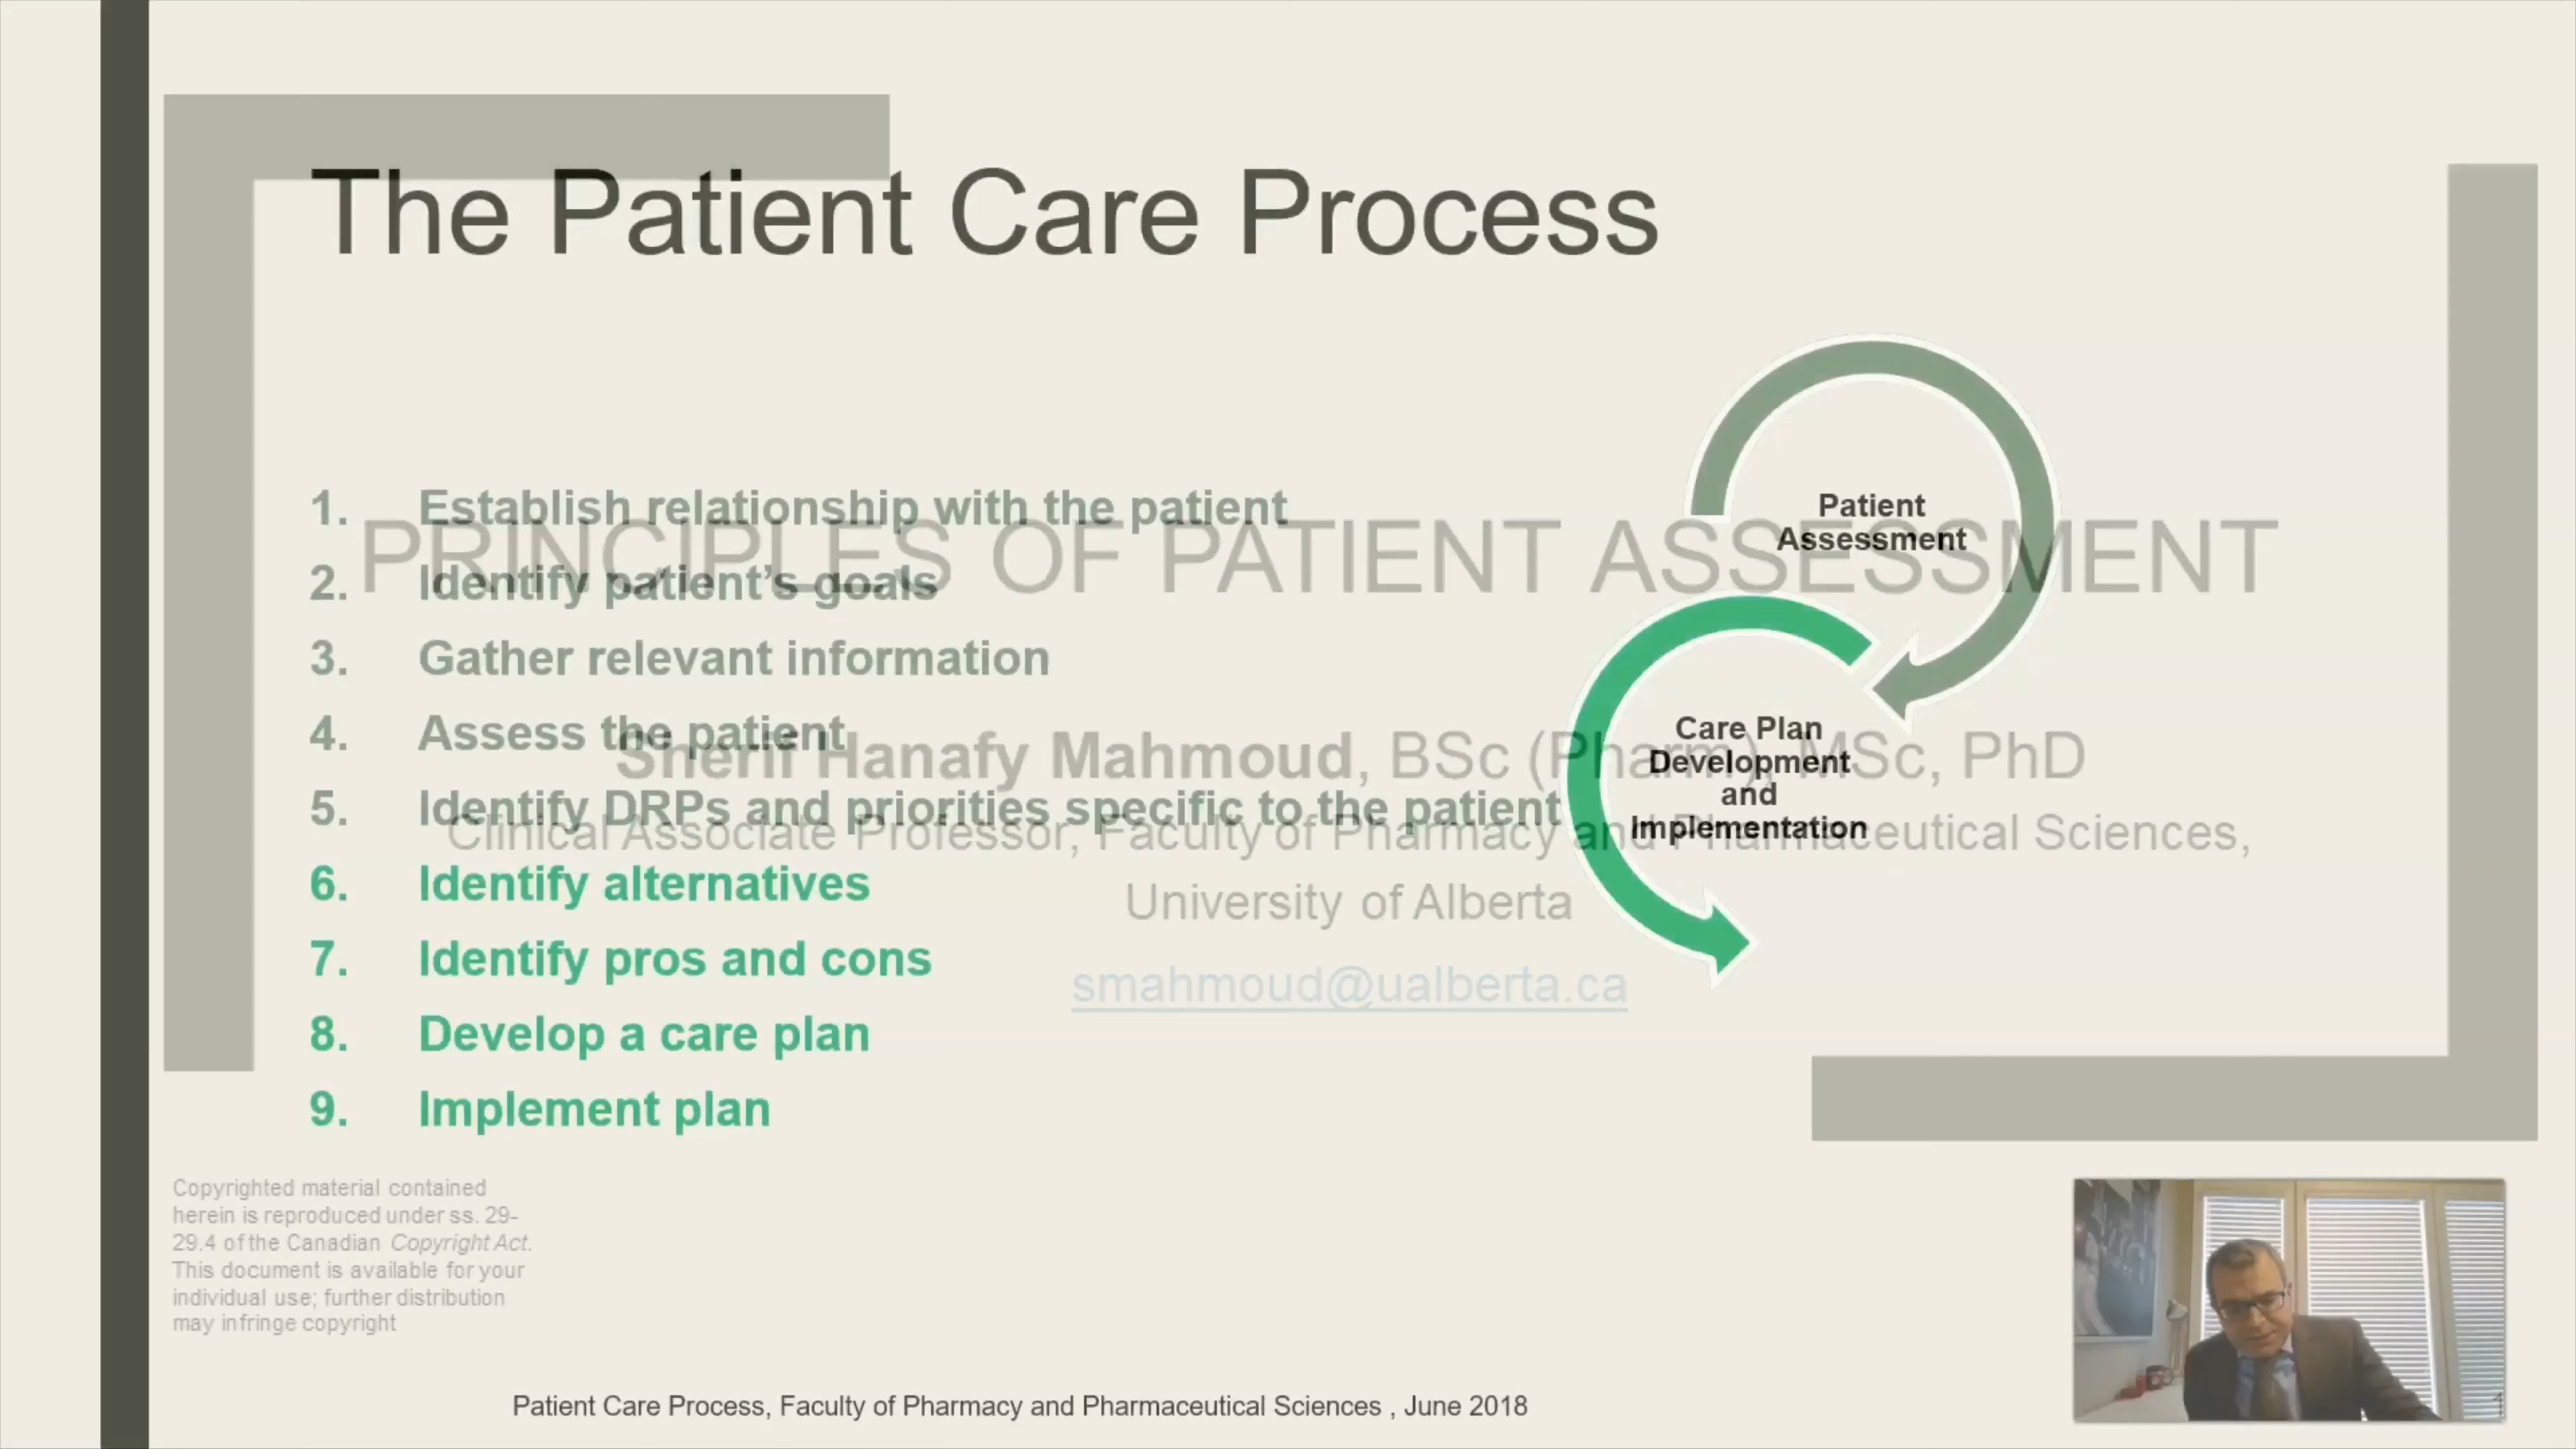 The Patient Care Process
1. Establish relationship with the patient
2. Identify patient's goals
3. Gather relevant information
4. Assess the patient
5. Identify DRPs and priorities specific to the patient
6. Identify alternatives
7. Identify pros and cons
8. Develop a care plan
9. Implement plan
Patient
Assessment
Care Plan
Development
and
Implementation
PRINCIPLES OF PATIENT ASSESSMENT
Sherif Hanafy Mahmoud, BSc (Pharm), MSc, PhD
Clinical Associate Professor, Faculty of Pharmacy and Pharmaceutical Sciences,
University of Alberta
smahmoud@ualberta.ca
Copyrighted material contained
herein is reproduced under ss. 29-
29.4 of the Canadian Copyright Act.
This document is available for your
individual use; further distribution
may infringe copyright
Patient Care Process, Faculty of Pharmacy and Pharmaceutical Sciences , June 2018